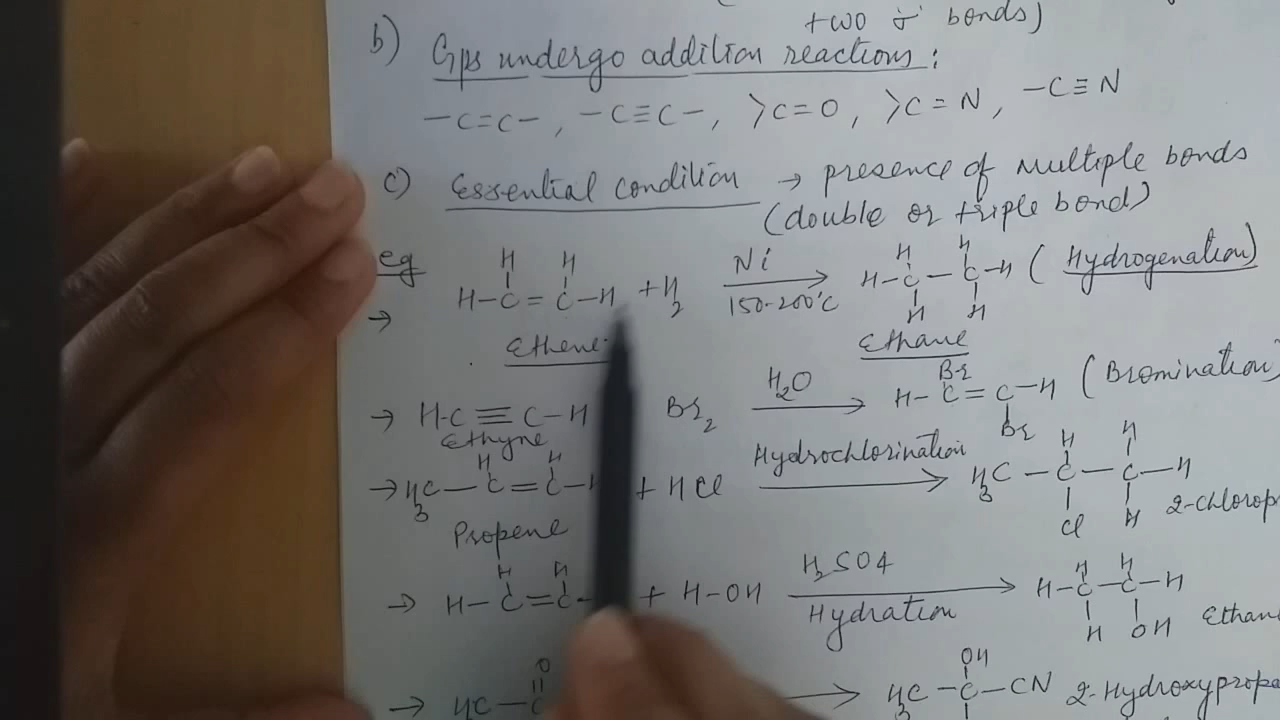 two σ bonds)
b) Gps undergo addition reactions:
-C=C-, -C≡C-, >C=O, >C=N, -C≡N
c) Essential condition → presence of multiple bonds
(double or triple bond)
eg
H H H H
→ H-C=C-H + H2 Ni 150-200°C H-C-C-H (Hydrogenation)
H H
Ethene Ethane
Br
→ H-C≡C-H Br2 H2O H-C=C-H (Bromination)
Ethyne Br
H H H H
→ H3C-C=C-H + HCl Hydrochlorination H3C-C-C-H
Cl H
Propene 2-chlorop
H H H H
→ H-C=C- + H-OH H2SO4 Hydration H-C-C-H
H OH Ethan
O OH
→ H3C-C H3C-C-CN 2-Hydroxypropa